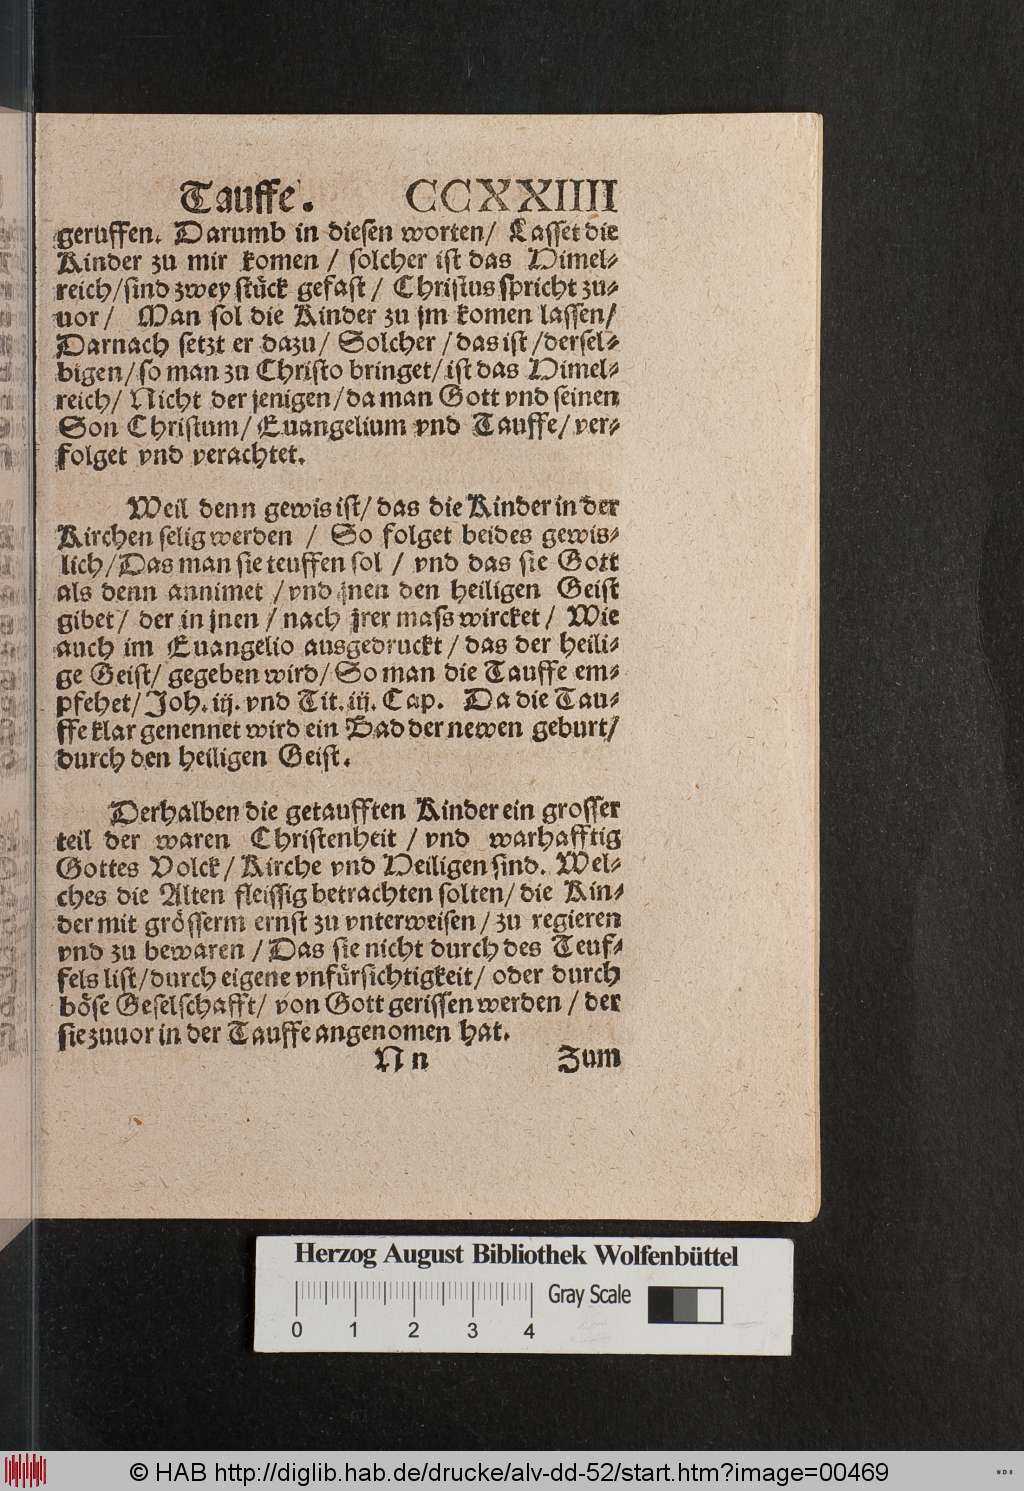 Tauffe. CCXXIIII
geruffen. Darumb in diesen worten/ Lasset die
Kinder zu mir komen / solcher ist das Himel-
reich/sind zwey stück gefast / Christus spricht zu-
uor / Man sol die Kinder zu jm komen lassen/
Darnach setzt er dazu/ Solcher / das ist /dersel-
bigen/ so man zu Christo bringet/ ist das Himel-
reich/ Nicht der jenigen/ da man Gott vnd seinen
Son Christum/ Euangelium vnd Tauffe/ ver-
folget vnd verachtet.
Weil denn gewis ist/ das die Kinder in der
Kirchen selig werden / So folget beides gewis-
lich/Das man sie teuffen sol / vnd das sie Gott
als denn annimet /vnd jnen den heiligen Geist
gibet/ der in jnen / nach jrer mass wircket / Wie
auch im Euangelio ausgedruckt / das der heili-
ge Geist/ gegeben wird/ So man die Tauffe em-
pfehet/ Joh. iij. vnd Tit. iij. Cap. Da die Tau-
ffe klar genennet wird ein Bad der newen geburt/
durch den heiligen Geist.
Derhalben die getaufften Kinder ein grosser
teil der waren Christenheit / vnd warhafftig
Gottes Volck/ Kirche vnd Heiligen sind. Wel-
ches die Alten fleissig betrachten solten/ die Kin-
der mit grösserm ernst zu vnterweisen/ zu regieren
vnd zu bewaren / Das sie nicht durch des Teuf-
fels list/durch eigene vnfürsichtigkeit/ oder durch
böse Geselschafft/ von Gott gerissen werden / der
sie zuuor in der Tauffe angenomen hat.
N n Zum
Herzog August Bibliothek Wolfenbüttel
Gray Scale
0 1 2 3 4
© HAB http://diglib.hab.de/drucke/alv-dd-52/start.htm?image=00469